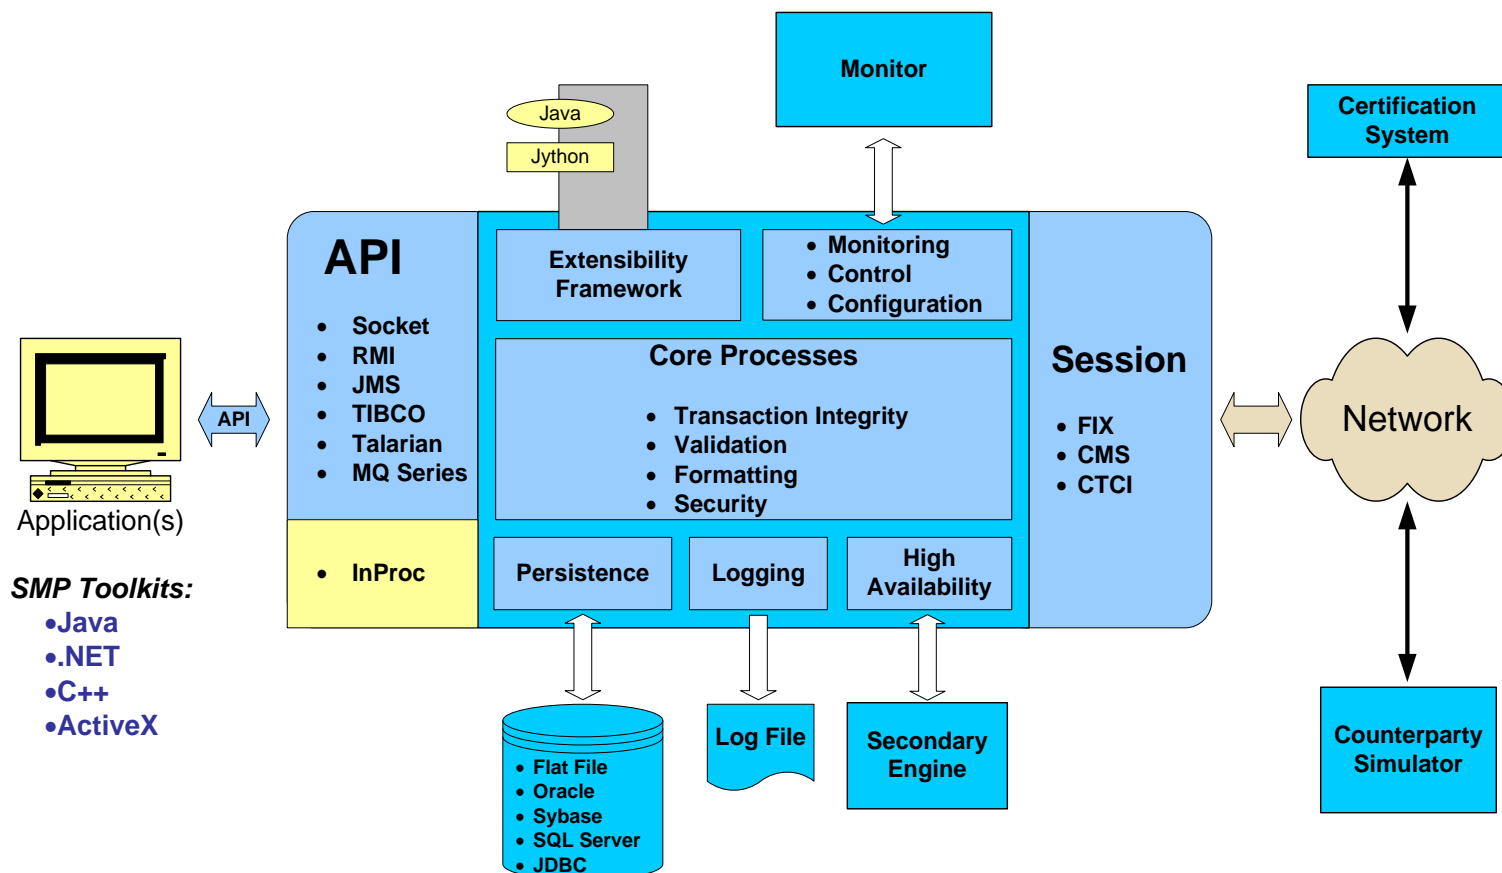 Monitor
Certification
System
Java
Jython
API
• Socket
• RMI
• JMS
• TIBCO
• Talarian
• MQ Series
• InProc
Extensibility
Framework
• Monitoring
• Control
• Configuration
Core Processes
• Transaction Integrity
• Validation
• Formatting
• Security
Persistence
Logging
High
Availability
Session
• FIX
• CMS
• CTCI
Network
API
Application(s)
SMP Toolkits:
•Java
•.NET
•C++
•ActiveX
• Flat File
• Oracle
• Sybase
• SQL Server
• JDBC
Log File
Secondary
Engine
Counterparty
Simulator